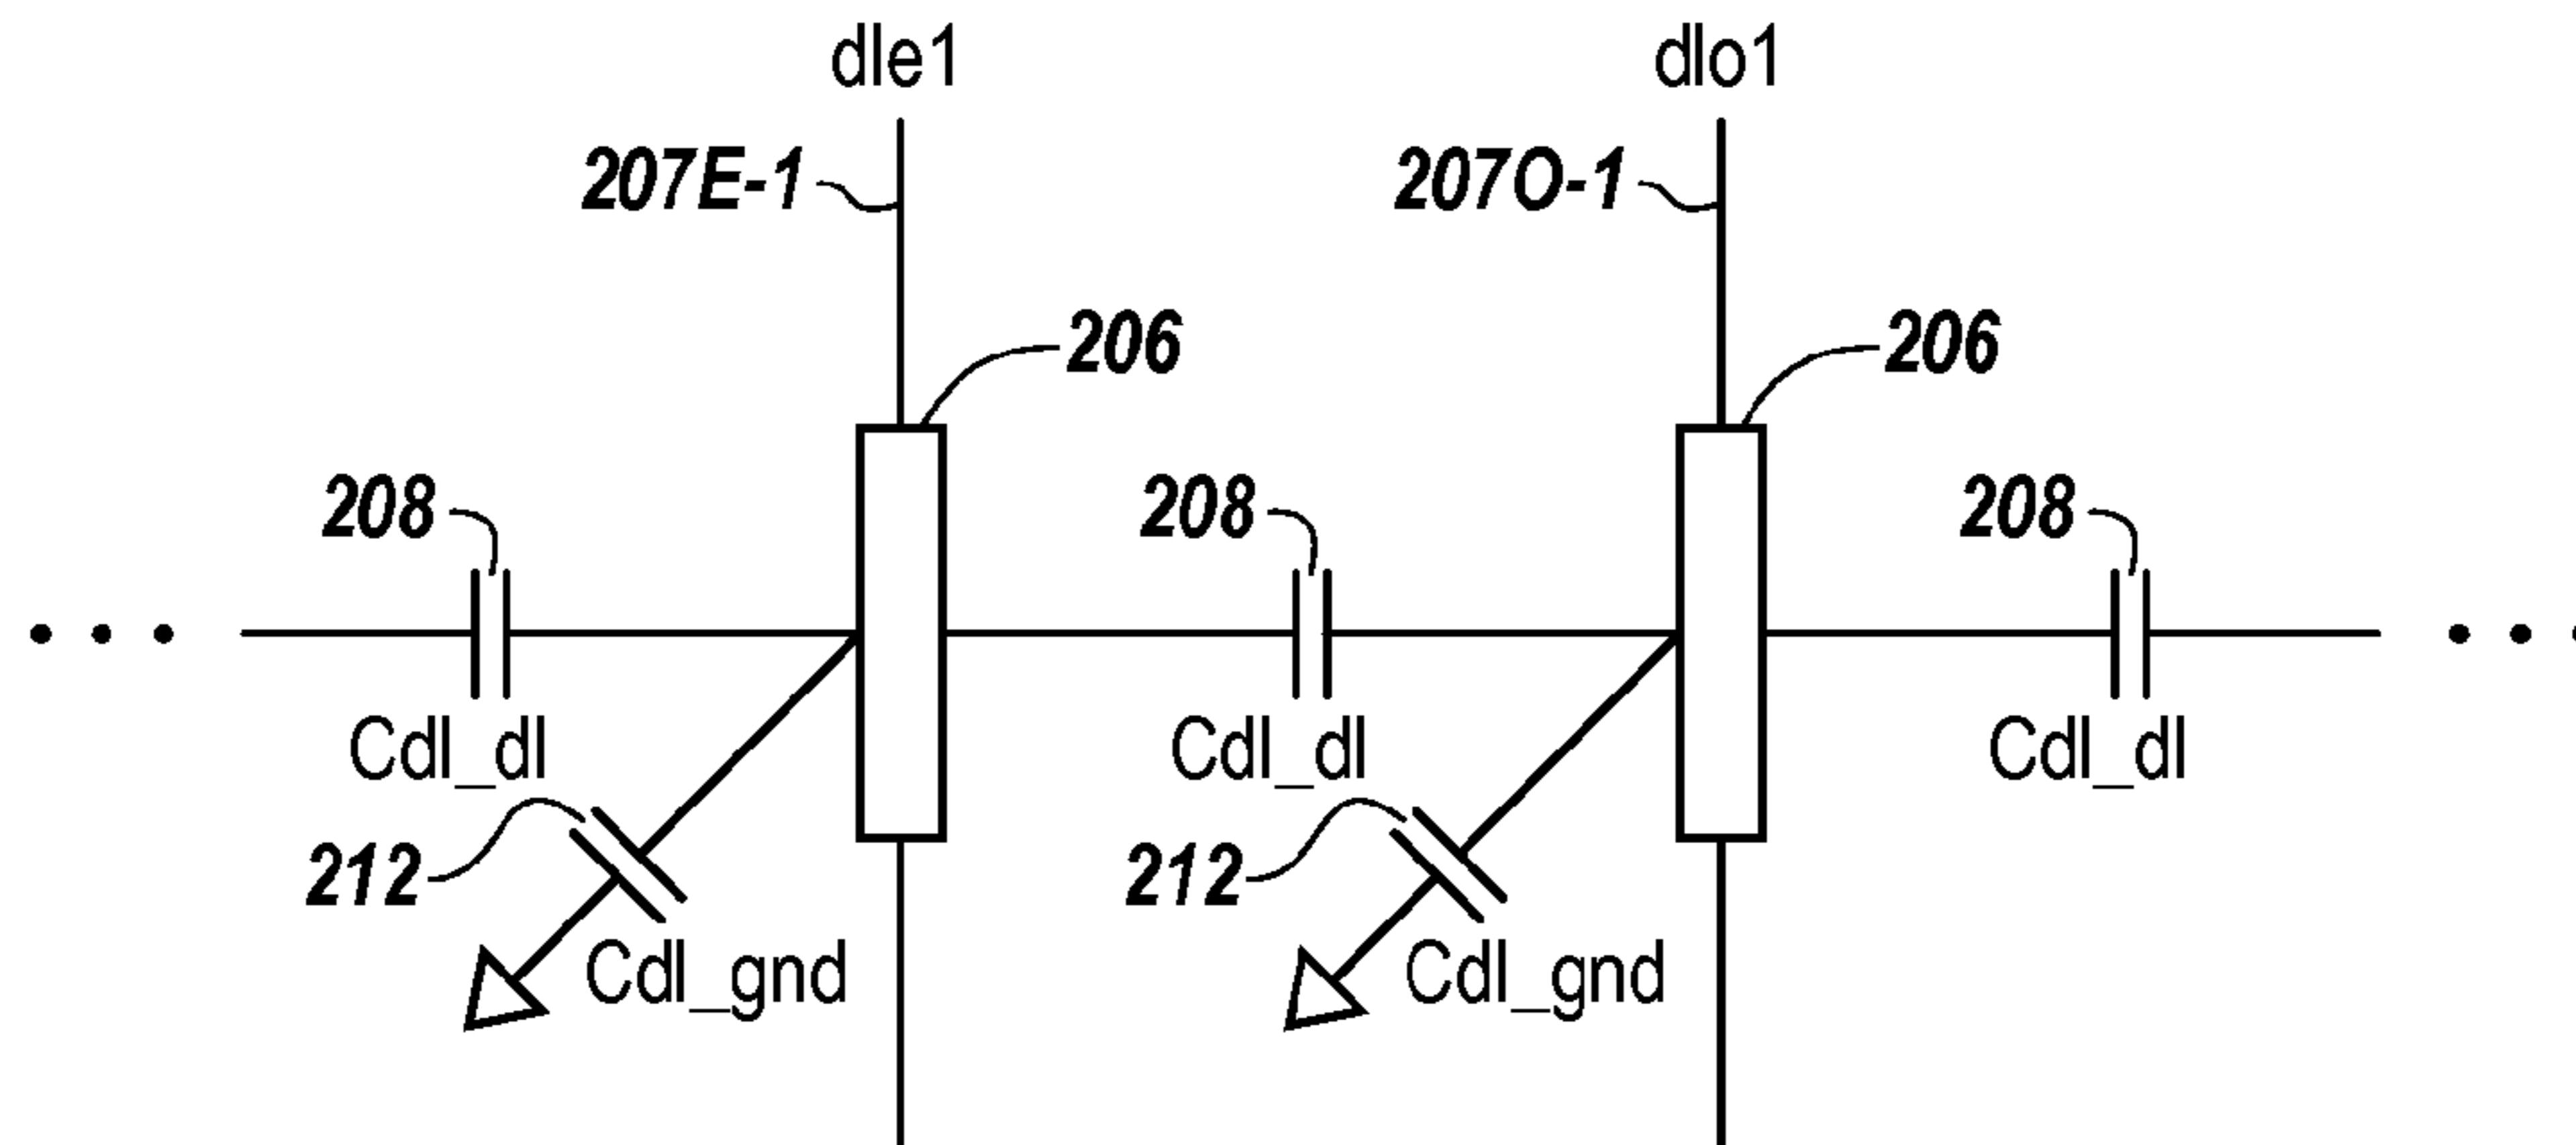 dle1 dlo1
207E-1 207O-1
206 206
208 208 208
Cdl_dl Cdl_dl Cdl_dl
212 212
Cdl_gnd Cdl_gnd